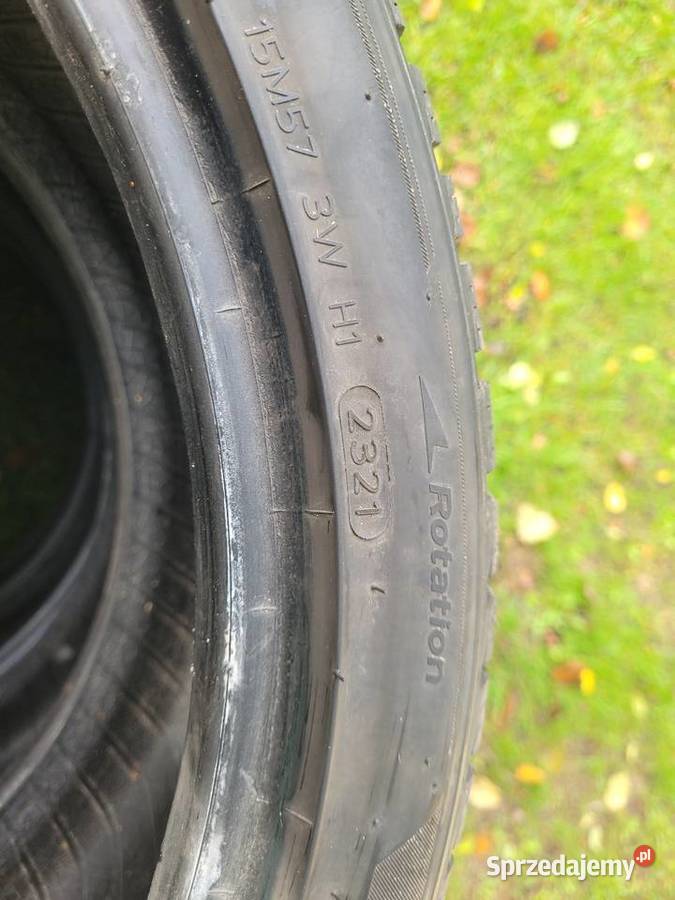 15M57 3W H1 2321
Rotation
Sprzedajemy.pl